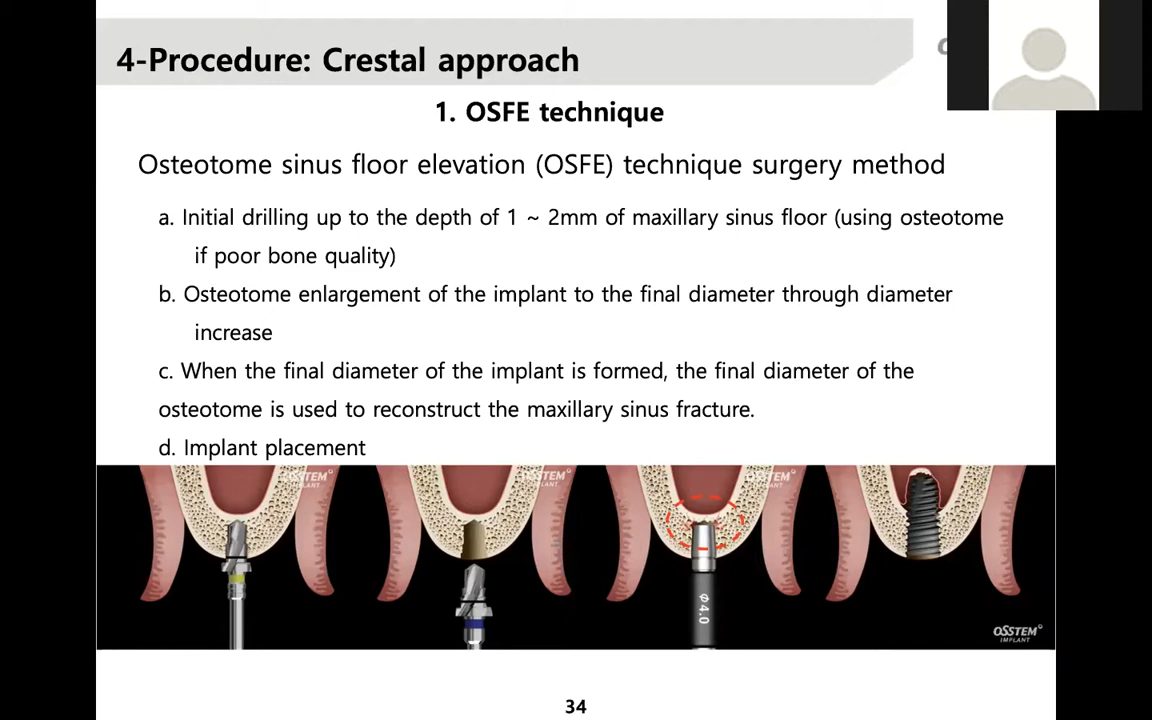 4-Procedure: Crestal approach
1. OSFE technique
Osteotome sinus floor elevation (OSFE) technique surgery method
a. Initial drilling up to the depth of 1 ~ 2mm of maxillary sinus floor (using osteotome
if poor bone quality)
b. Osteotome enlargement of the implant to the final diameter through diameter
increase
c. When the final diameter of the implant is formed, the final diameter of the
osteotome is used to reconstruct the maxillary sinus fracture.
d. Implant placement
OSSTEM
IMPLANT
OSSTEM
IMPLANT
OSSTEM
IMPLANT
Φ4.0
OSSTEM
IMPLANT
34